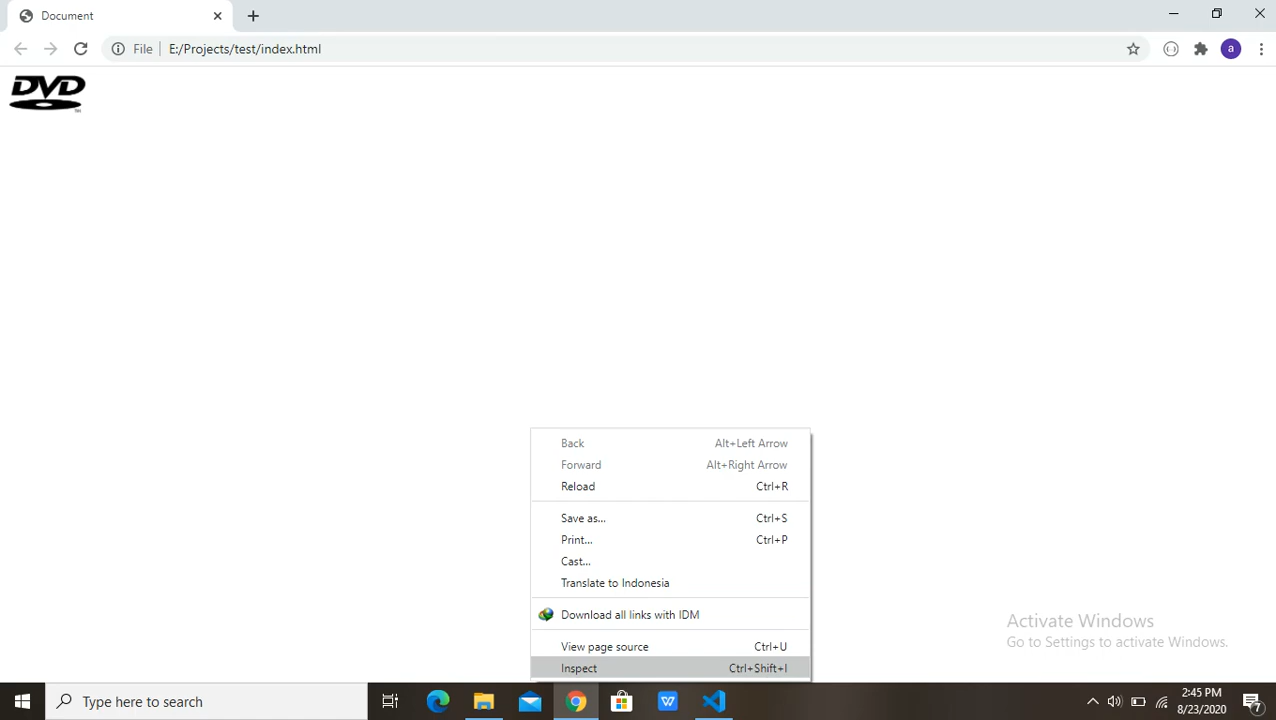 Document
File E:/Projects/test/index.html
a
DVD
TM
Back Alt+Left Arrow
Forward Alt+Right Arrow
Reload Ctrl+R
Save as... Ctrl+S
Print... Ctrl+P
Cast...
Translate to Indonesia
Download all links with IDM
View page source Ctrl+U
Inspect Ctrl+Shift+I
Activate Windows
Go to Settings to activate Windows.
Type here to search
W
2:45 PM
8/23/2020
7